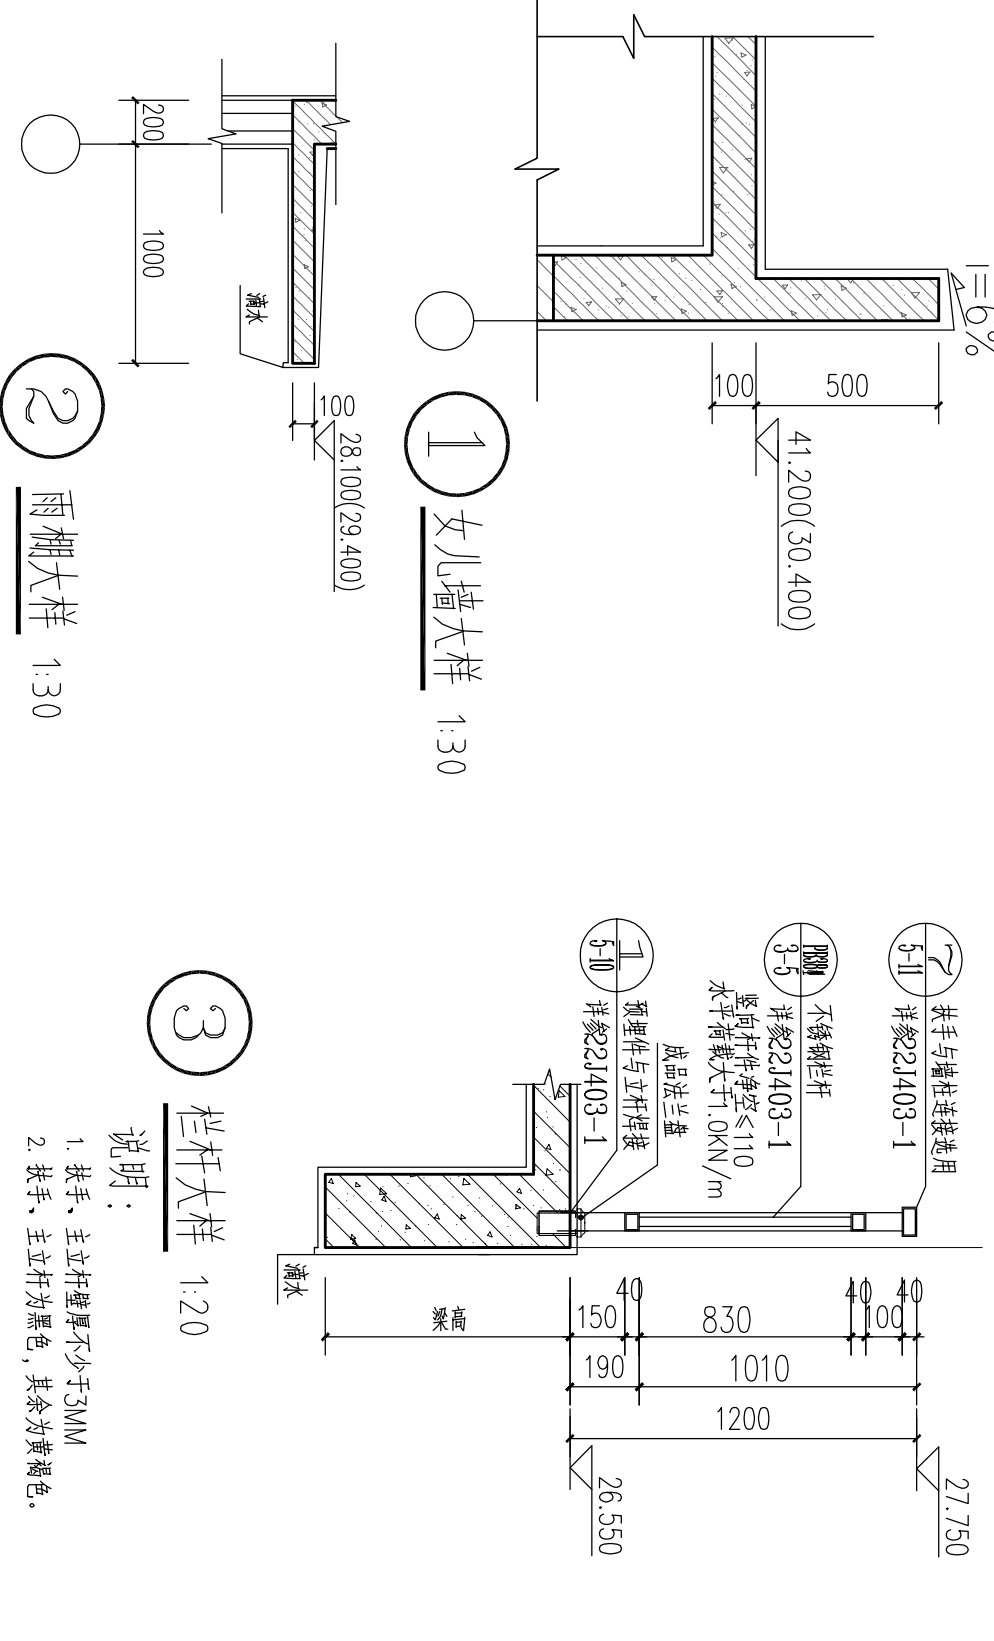 i=6%
500
100
41.200(30.400)
1
女儿墙大样 1:30
200
1000
滴水
100
28.100(29.400)
2
雨棚大样 1:30
7
5-11
扶手与墙柱连接选用
详参22J403-1
3-5
不锈钢栏杆
详参22J403-1
竖向杆件净空≤110
水平荷载大于1.0KN/m
成品法兰盘
1
5-10
预埋件与立杆焊接
详参22J403-1
滴水
梁高
150
40
830
40
100
40
190
1010
1200
27.750
26.550
3
栏杆大样 1:20
说明：
1. 扶手、主立杆壁厚不少于3MM
2. 扶手、主立杆为黑色，其余为黄褐色。